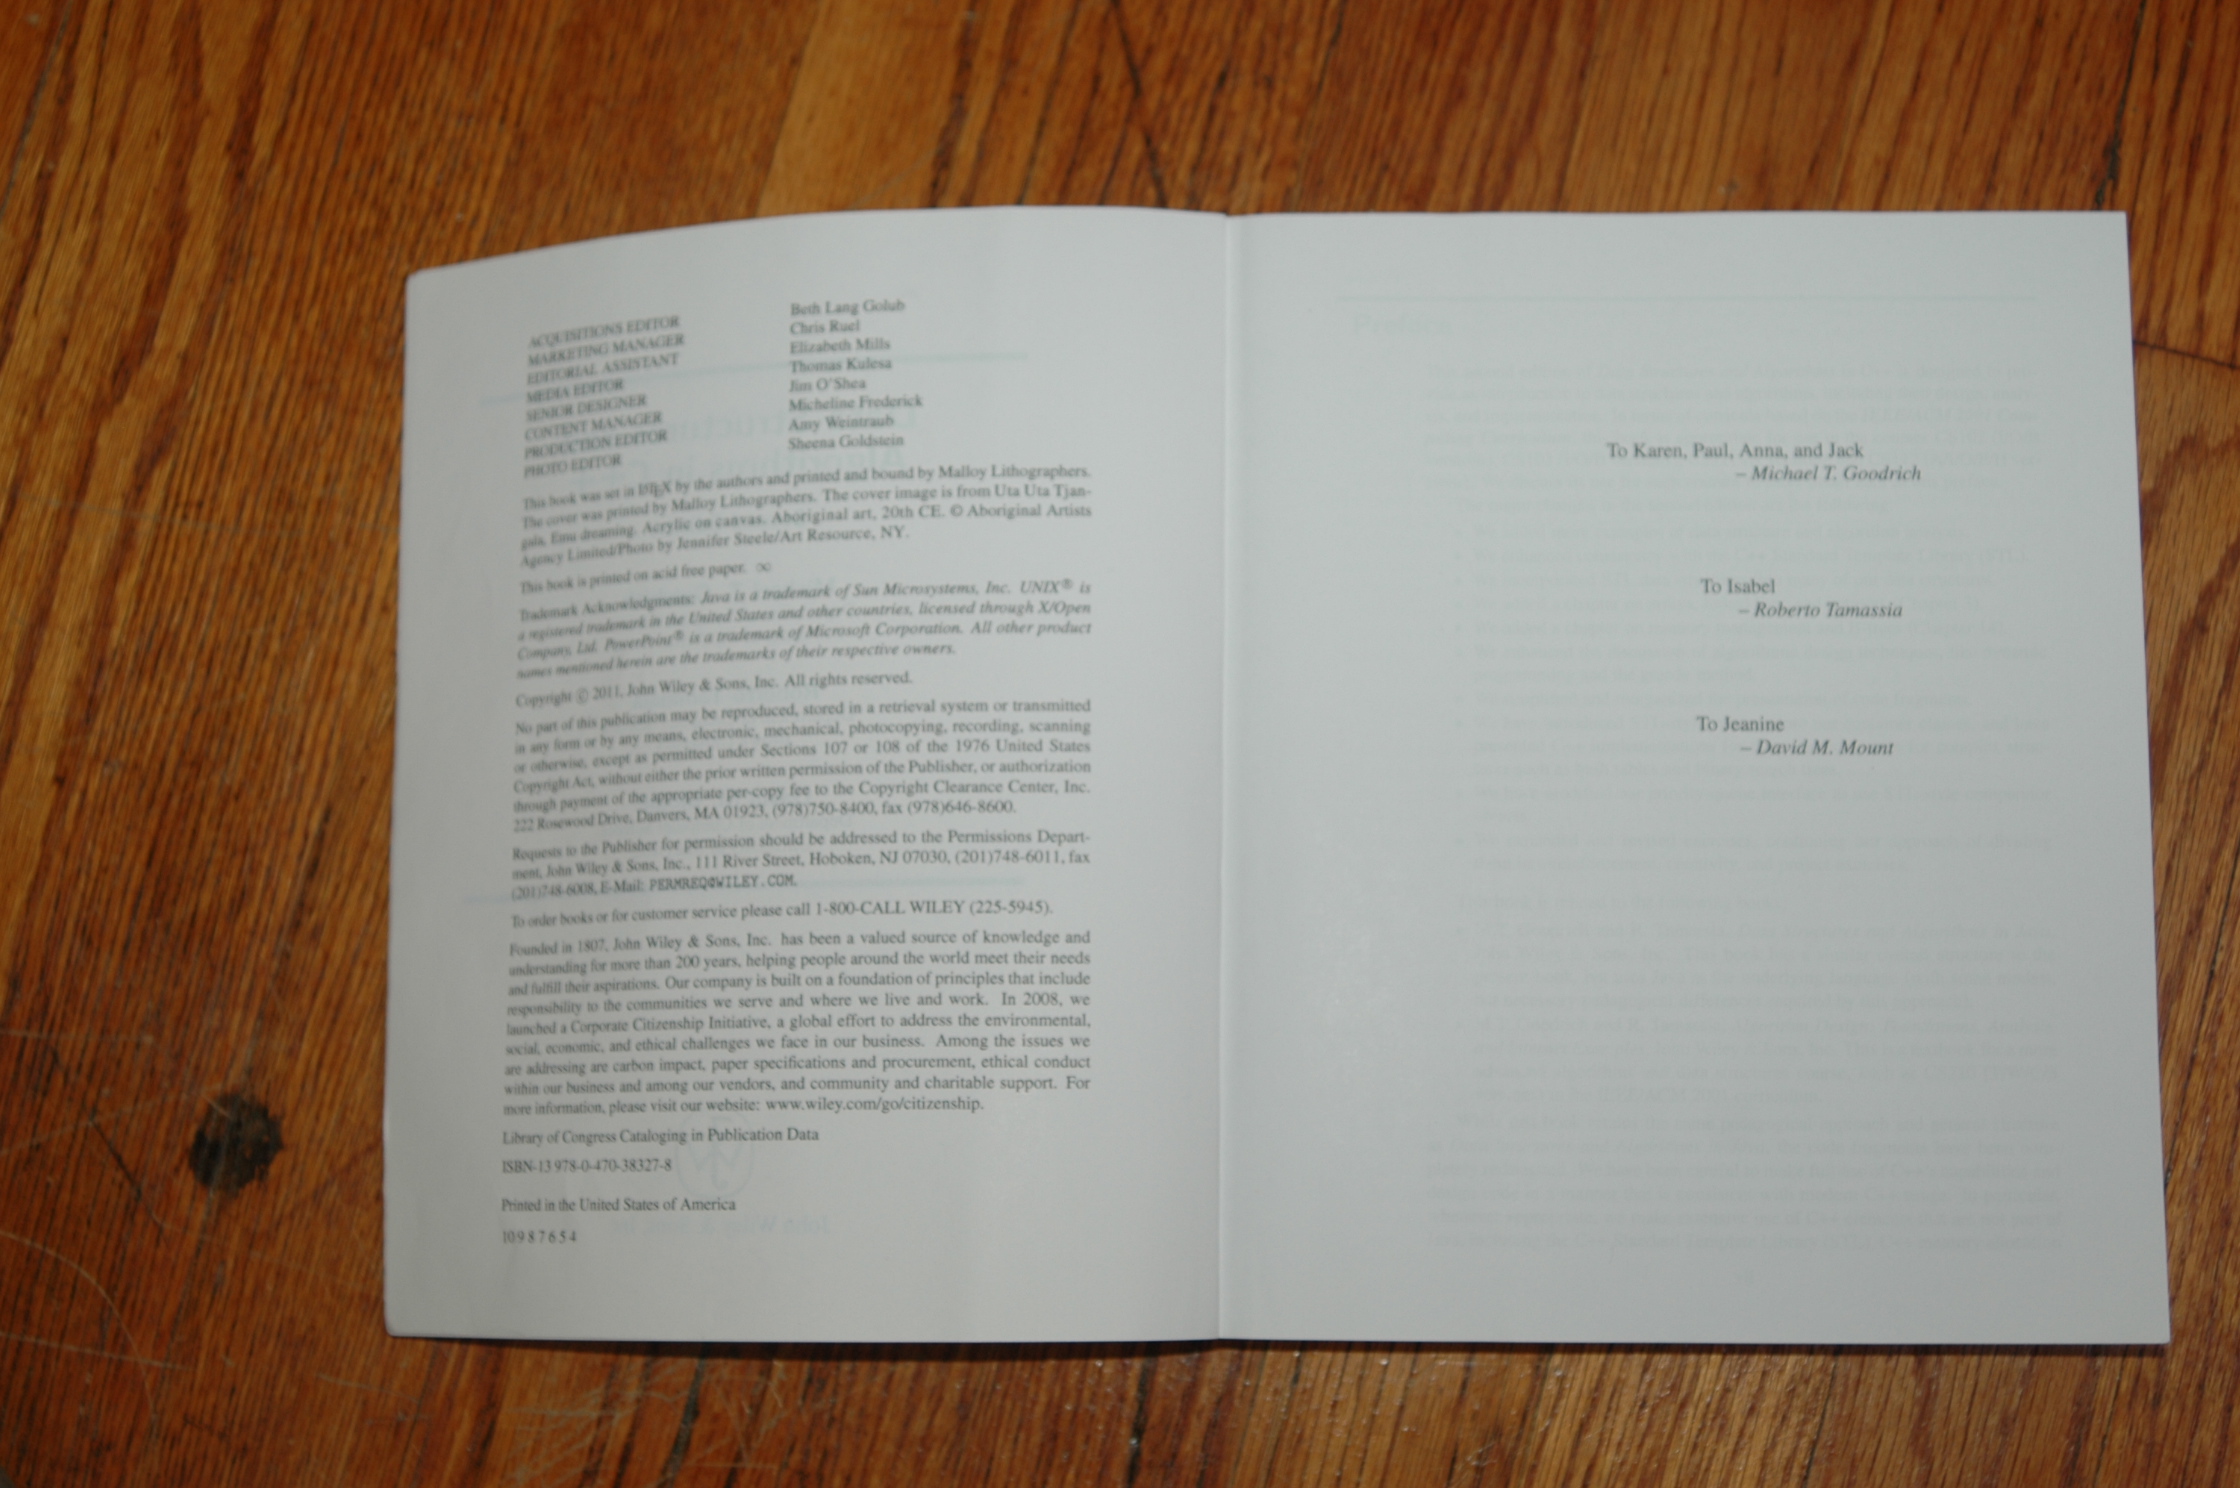 ACQUISITIONS EDITOR Beth Lang Golub
MARKETING MANAGER Chris Ruel
EDITORIAL ASSISTANT Elizabeth Mills
MEDIA EDITOR Thomas Kulesa
SENIOR DESIGNER Jim O'Shea
CONTENT MANAGER Micheline Frederick
PRODUCTION EDITOR Amy Weintraub
PHOTO EDITOR Sheena Goldstein
This book was set in LATEX by the authors and printed and bound by Malloy Lithographers.
The cover was printed by Malloy Lithographers. The cover image is from Uta Uta Tjan-
gala, Emu dreaming. Acrylic on canvas. Aboriginal art, 20th CE. © Aboriginal Artists
Agency Limited/Photo by Jennifer Steele/Art Resource, NY.
This book is printed on acid free paper. ∞
Trademark Acknowledgments: Java is a trademark of Sun Microsystems, Inc. UNIX® is
a registered trademark in the United States and other countries, licensed through X/Open
Company, Ltd. PowerPoint® is a trademark of Microsoft Corporation. All other product
names mentioned herein are the trademarks of their respective owners.
Copyright © 2011, John Wiley & Sons, Inc. All rights reserved.
No part of this publication may be reproduced, stored in a retrieval system or transmitted
in any form or by any means, electronic, mechanical, photocopying, recording, scanning
or otherwise, except as permitted under Sections 107 or 108 of the 1976 United States
Copyright Act, without either the prior written permission of the Publisher, or authorization
through payment of the appropriate per-copy fee to the Copyright Clearance Center, Inc.
222 Rosewood Drive, Danvers, MA 01923, (978)750-8400, fax (978)646-8600.
Requests to the Publisher for permission should be addressed to the Permissions Depart-
ment, John Wiley & Sons, Inc., 111 River Street, Hoboken, NJ 07030, (201)748-6011, fax
(201)748-6008, E-Mail: PERMREQ@WILEY.COM.
To order books or for customer service please call 1-800-CALL WILEY (225-5945).
Founded in 1807, John Wiley & Sons, Inc. has been a valued source of knowledge and
understanding for more than 200 years, helping people around the world meet their needs
and fulfill their aspirations. Our company is built on a foundation of principles that include
responsibility to the communities we serve and where we live and work. In 2008, we
launched a Corporate Citizenship Initiative, a global effort to address the environmental,
social, economic, and ethical challenges we face in our business. Among the issues we
are addressing are carbon impact, paper specifications and procurement, ethical conduct
within our business and among our vendors, and community and charitable support. For
more information, please visit our website: www.wiley.com/go/citizenship.
Library of Congress Cataloging in Publication Data
ISBN-13 978-0-470-38327-8
Printed in the United States of America
10 9 8 7 6 5 4
To Karen, Paul, Anna, and Jack
– Michael T. Goodrich
To Isabel
– Roberto Tamassia
To Jeanine
– David M. Mount